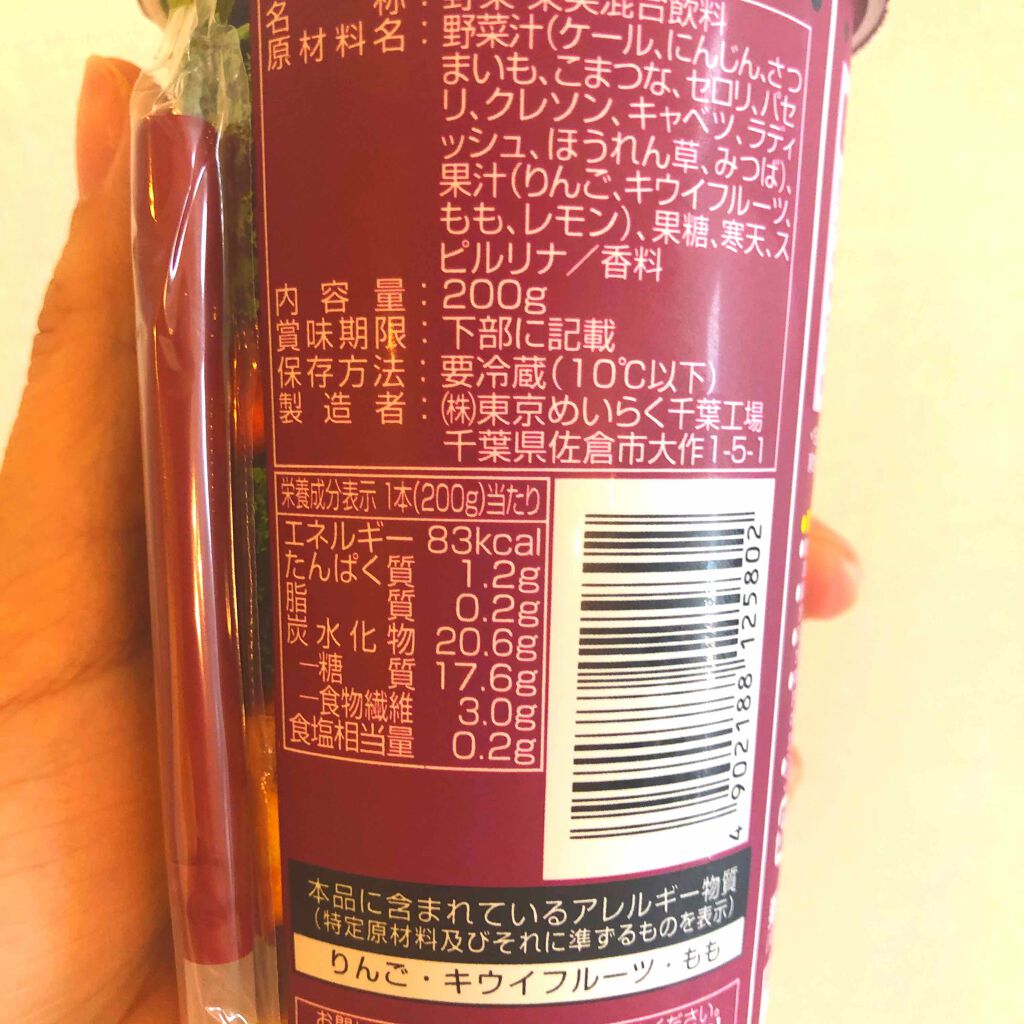 名 称：野菜・果実混合飲料
原材料名：野菜汁(ケール、にんじん、さつ
まいも、こまつな、セロリ、パセ
リ、クレソン、キャベツ、ラディ
ッシュ、ほうれん草、みつば)、
果汁(りんご、キウイフルーツ、
もも、レモン)、果糖、寒天、ス
ピルリナ／香料
内容量：200g
賞味期限：下部に記載
保存方法：要冷蔵(10℃以下)
製造者：㈱東京めいらく千葉工場
千葉県佐倉市大作1-5-1
栄養成分表示 1本(200g)当たり
エネルギー 83kcal
たんぱく質 1.2g
脂質 0.2g
炭水化物 20.6g
－糖質 17.6g
－食物繊維 3.0g
食塩相当量 0.2g
4 902188 125802
本品に含まれているアレルギー物質
(特定原材料及びそれに準ずるものを表示)
りんご・キウイフルーツ・もも